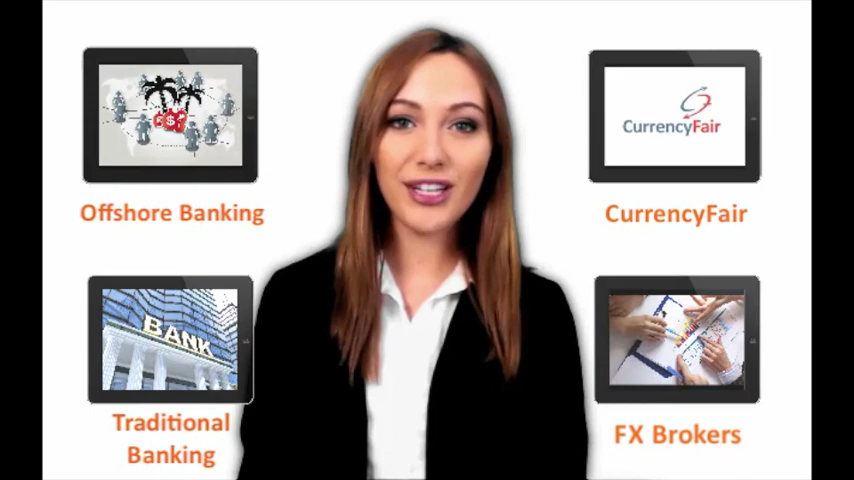 $
CurrencyFair
Offshore Banking
CurrencyFair
BANK
Traditional
Banking
FX Brokers